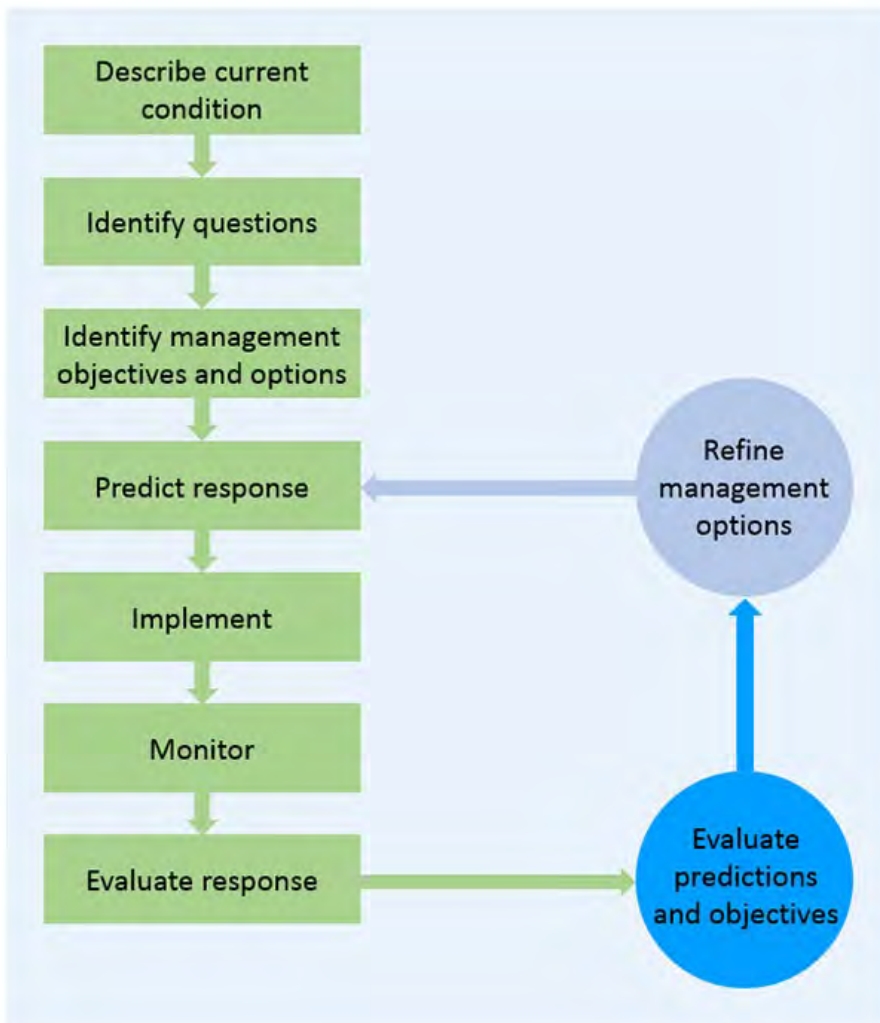 Describe current
condition
Identify questions
Identify management
objectives and options
Predict response
Implement
Monitor
Evaluate response
Refine
management
options
Evaluate
predictions
and objectives